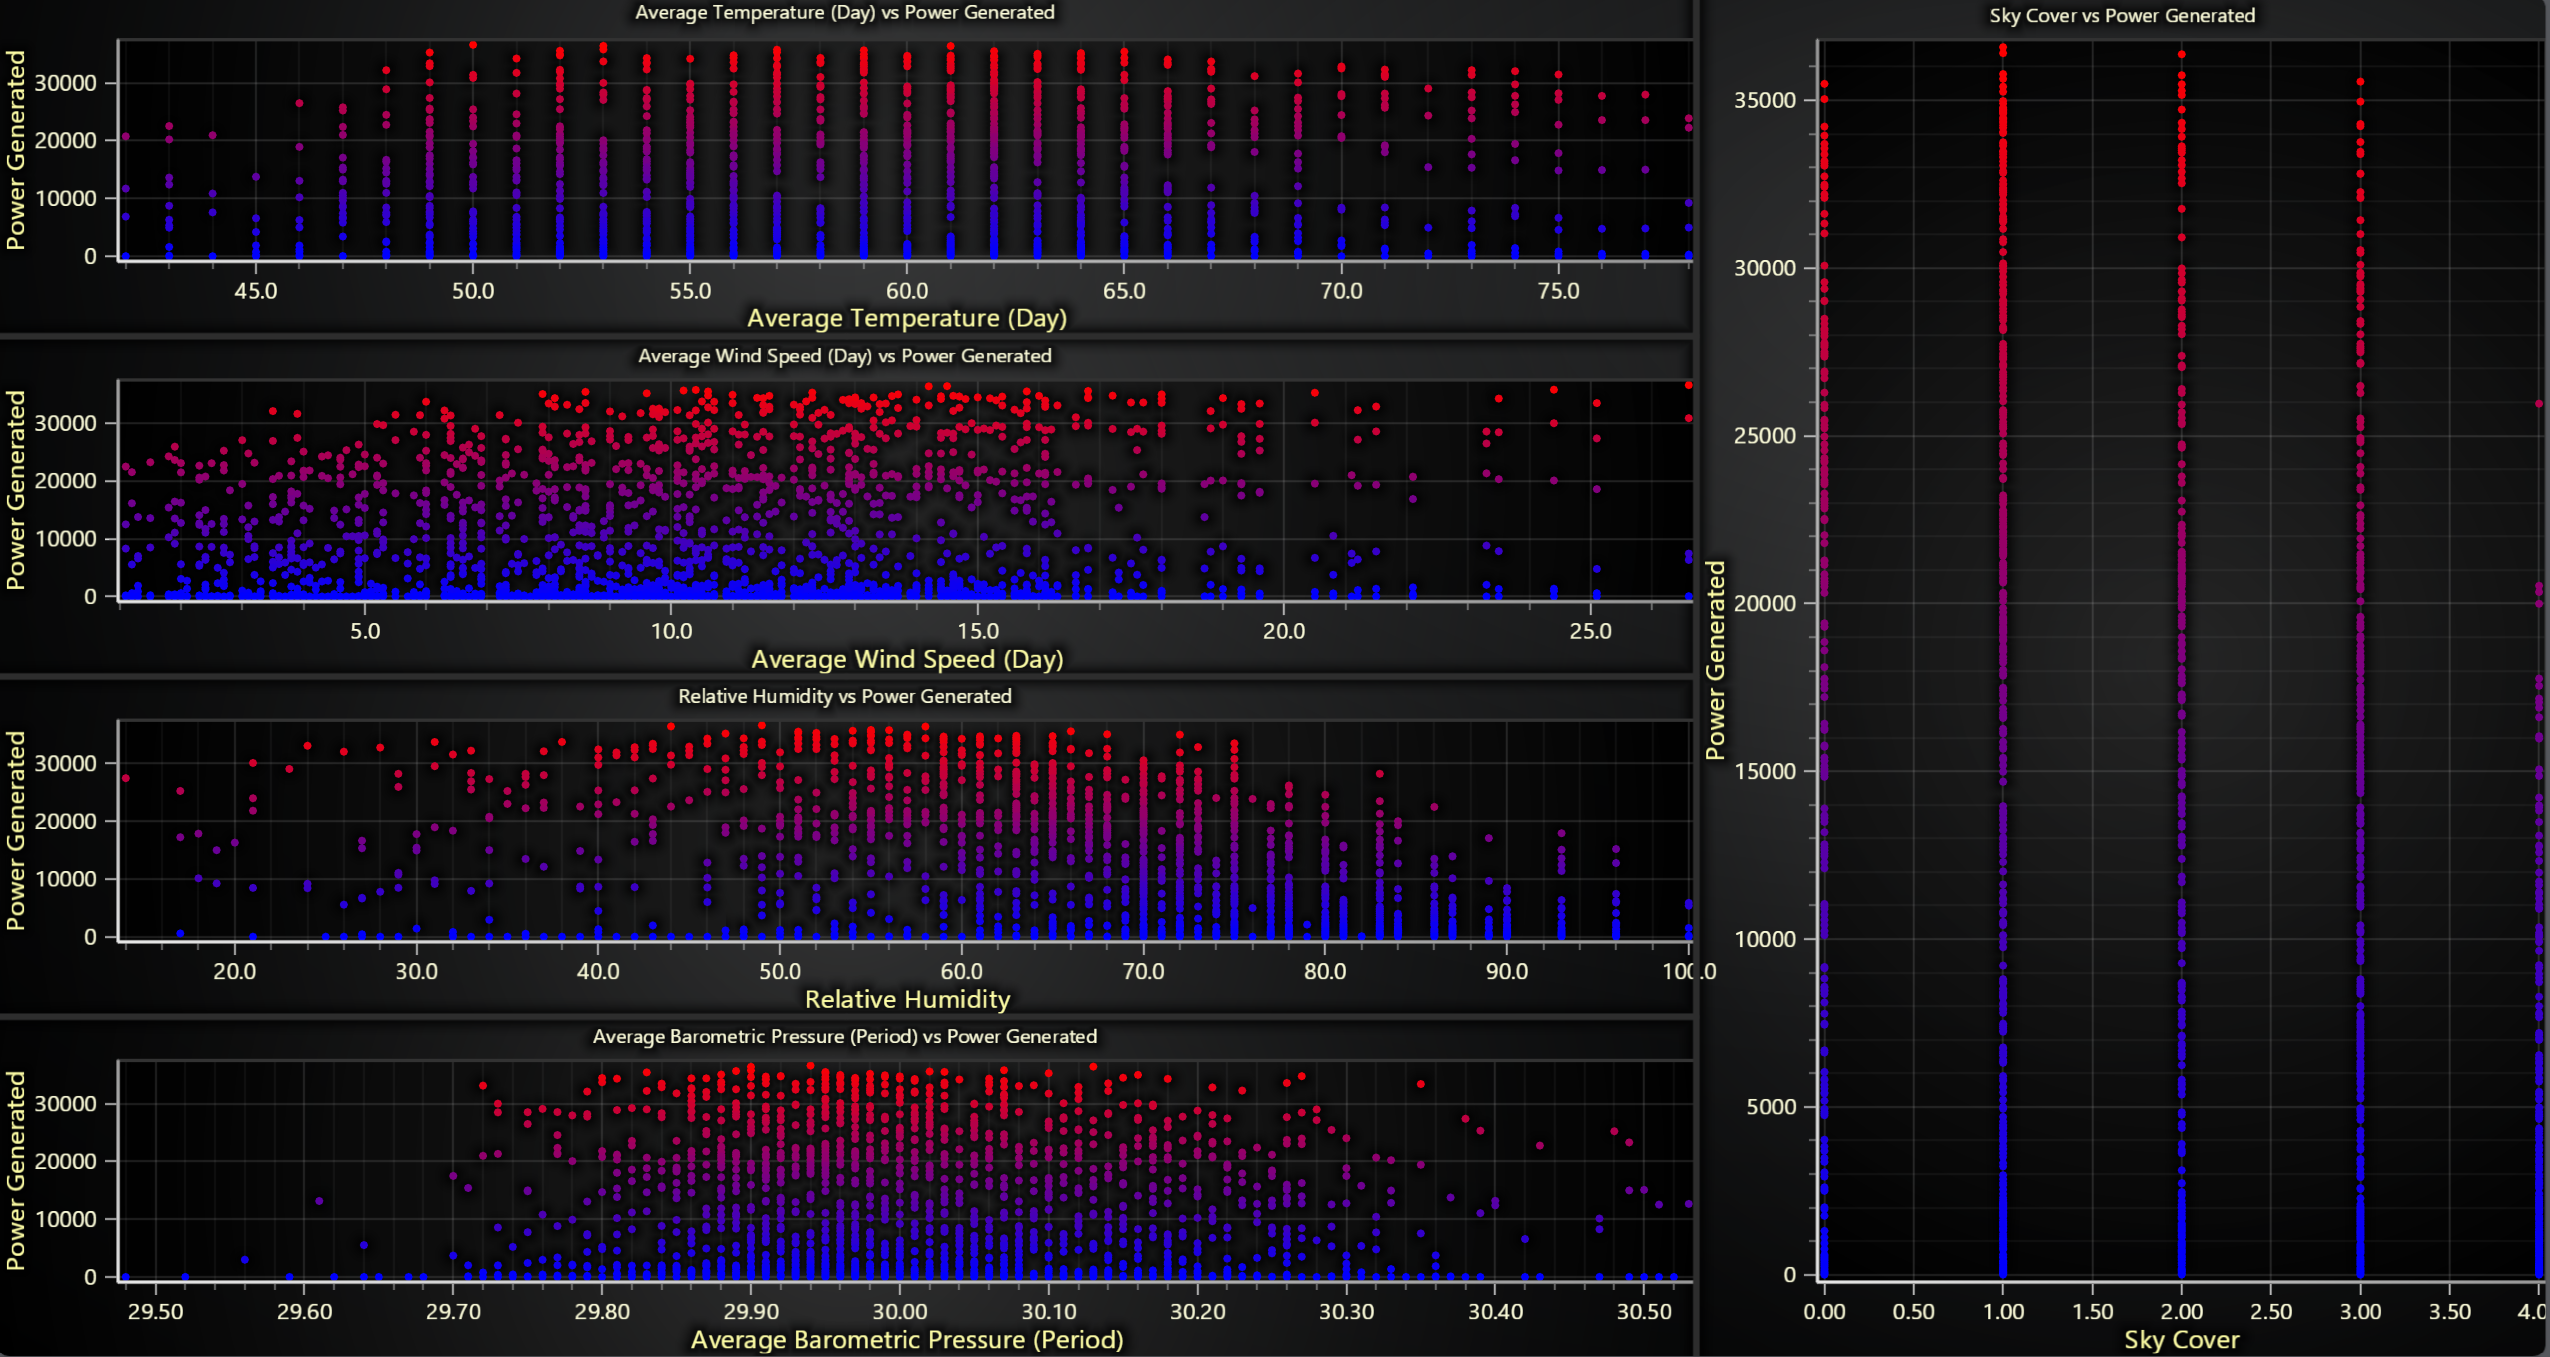 Average Temperature (Day) vs Power Generated
Power Generated
30000
20000
10000
0
45.0 50.0 55.0 60.0 65.0 70.0 75.0
Average Temperature (Day)
Average Wind Speed (Day) vs Power Generated
Power Generated
30000
20000
10000
0
5.0 10.0 15.0 20.0 25.0
Average Wind Speed (Day)
Relative Humidity vs Power Generated
Power Generated
30000
20000
10000
0
20.0 30.0 40.0 50.0 60.0 70.0 80.0 90.0 100.0
Relative Humidity
Average Barometric Pressure (Period) vs Power Generated
Power Generated
30000
20000
10000
0
29.50 29.60 29.70 29.80 29.90 30.00 30.10 30.20 30.30 30.40 30.50
Average Barometric Pressure (Period)
Sky Cover vs Power Generated
Power Generated
35000
30000
25000
20000
15000
10000
5000
0
0.00 0.50 1.00 1.50 2.00 2.50 3.00 3.50 4.0
Sky Cover